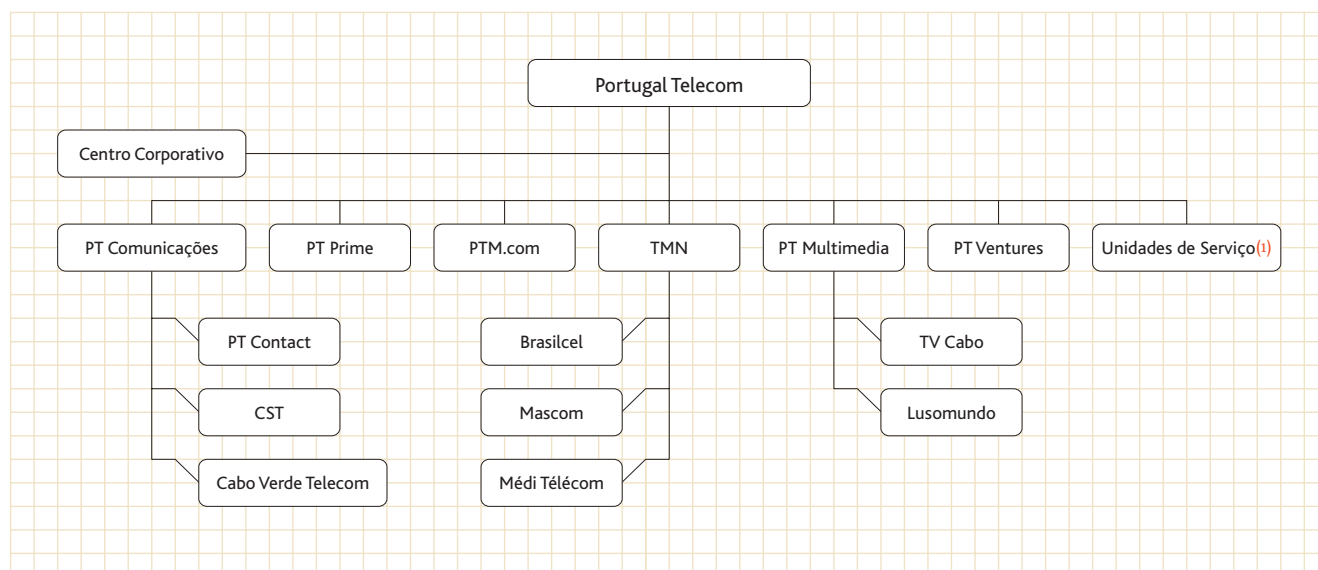 Portugal Telecom
Centro Corporativo
PT Comunicações
PT Prime
PTM.com
TMN
PT Multimedia
PT Ventures
Unidades de Serviço(1)
PT Contact
Brasilcel
TV Cabo
CST
Mascom
Lusomundo
Cabo Verde Telecom
Médi Télécom